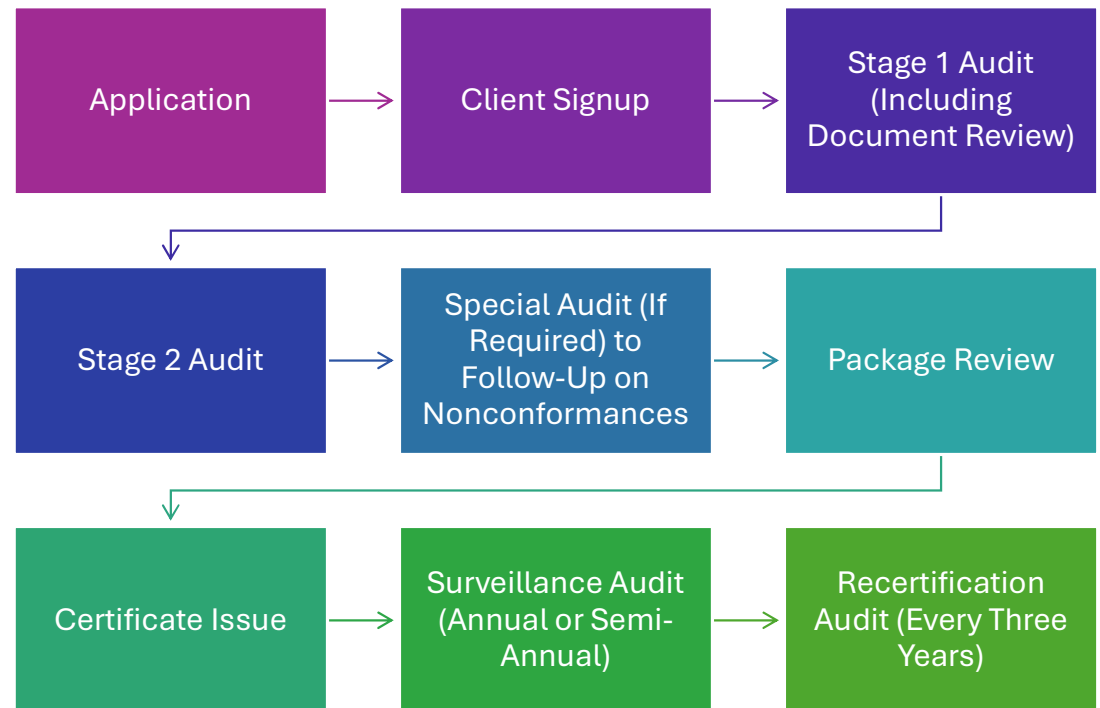 Application
Client Signup
Stage 1 Audit
(Including
Document Review)
Stage 2 Audit
Special Audit (If
Required) to
Follow-Up on
Nonconformances
Package Review
Certificate Issue
Surveillance Audit
(Annual or Semi-
Annual)
Recertification
Audit (Every Three
Years)